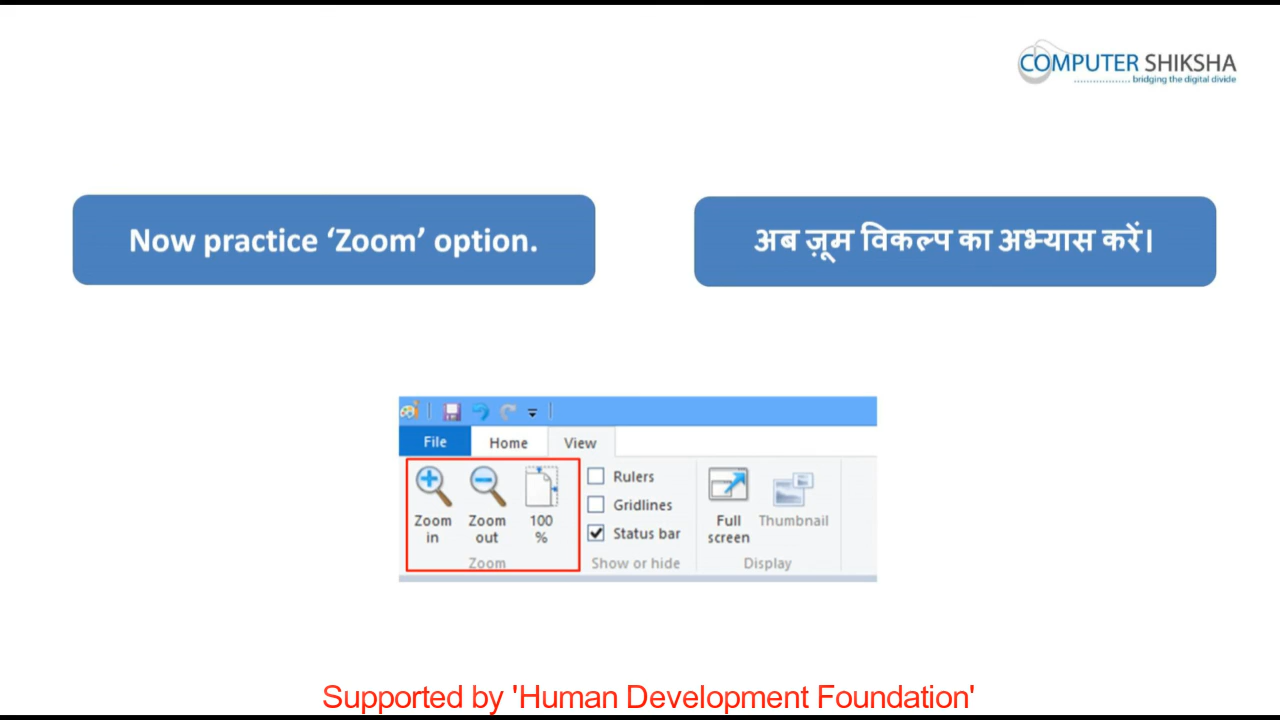 COMPUTER SHIKSHA
bridging the digital divide
Now practice ‘Zoom’ option.
अब ज़ूम विकल्प का अभ्यास करें।
File Home View
Zoom in
Zoom out
100 %
Zoom
Rulers
Gridlines
Status bar
Show or hide
Full screen
Thumbnail
Display
Supported by 'Human Development Foundation'